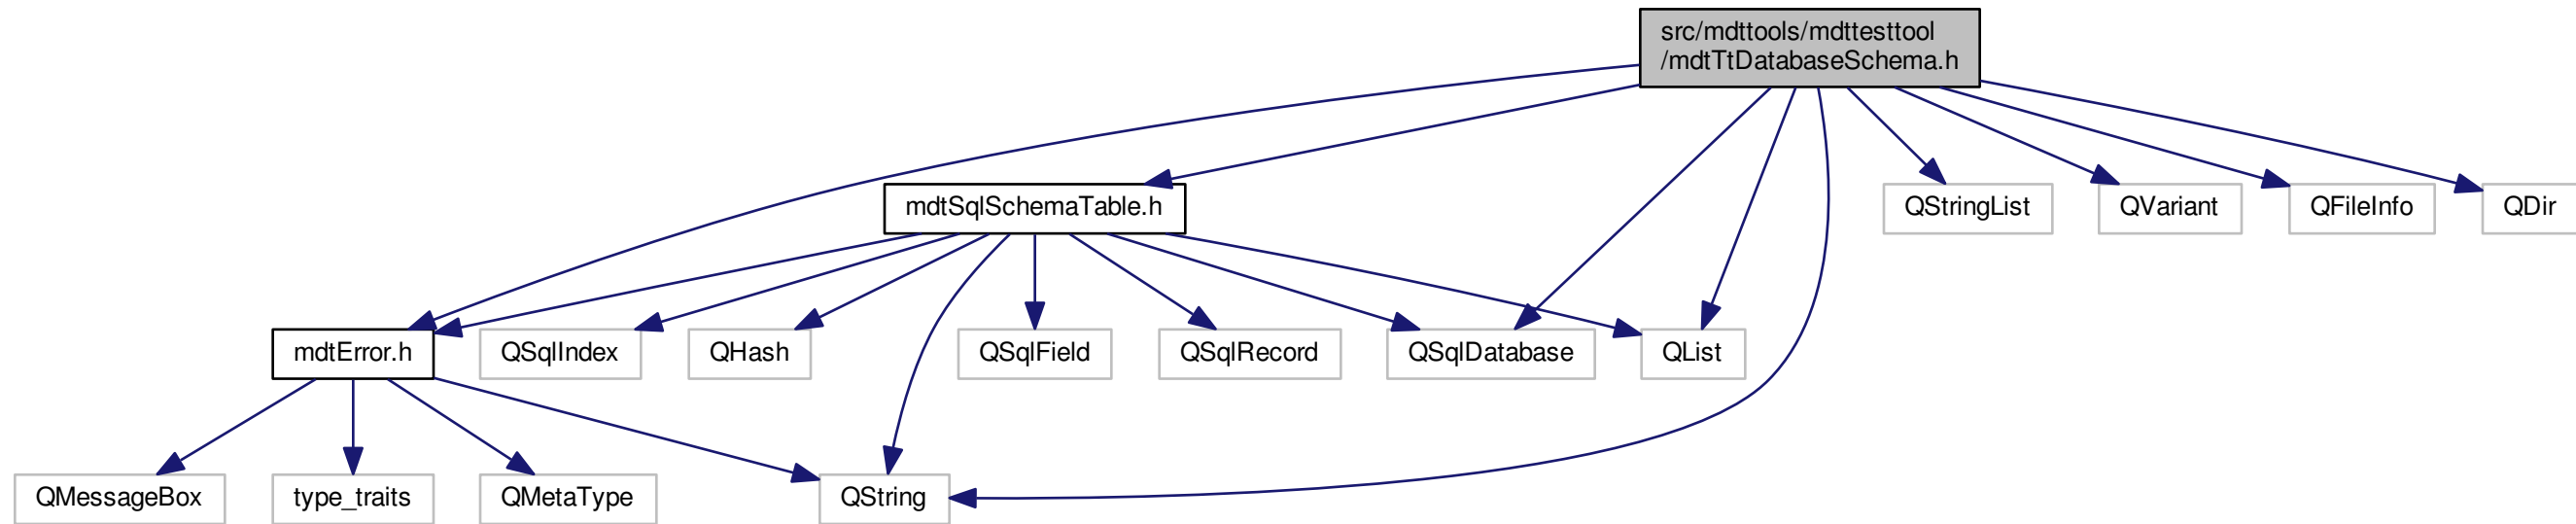 src/mdttools/mdttesttool
/mdtTtDatabaseSchema.h
mdtSqlSchemaTable.h
QStringList
QVariant
QFileInfo
QDir
mdtError.h
QSqlIndex
QHash
QSqlField
QSqlRecord
QSqlDatabase
QList
QMessageBox
type_traits
QMetaType
QString